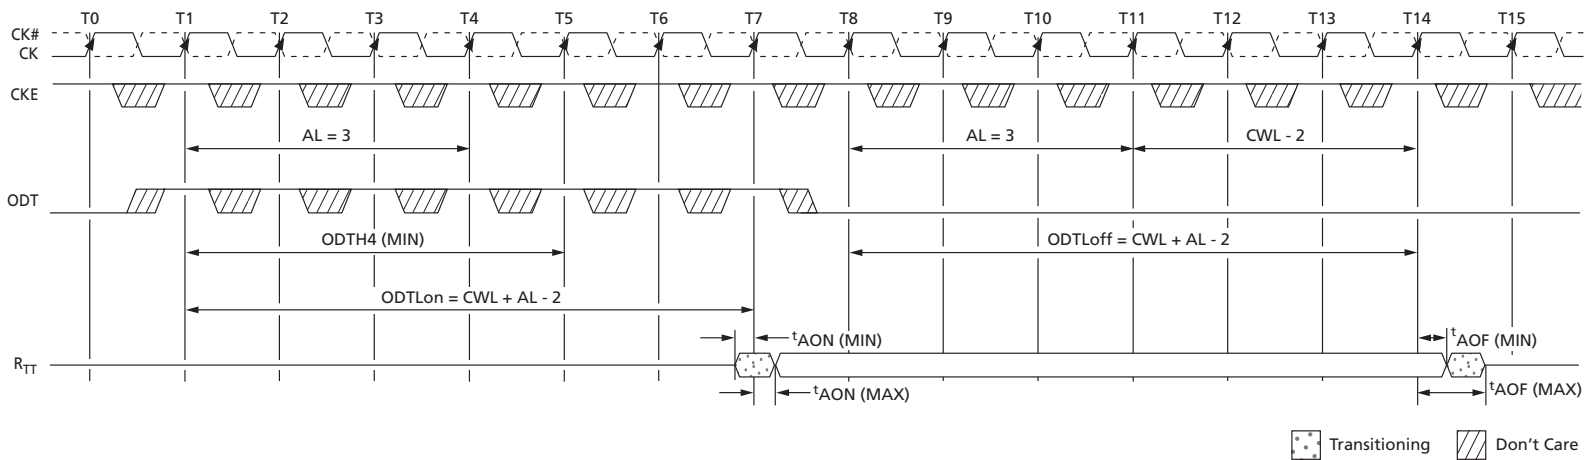 T0 T1 T2 T3 T4 T5 T6 T7 T8 T9 T10 T11 T12 T13 T14 T15
CK#
CK
CKE
AL = 3 AL = 3 CWL - 2
ODT
ODTH4 (MIN) ODTLoff = CWL + AL - 2
ODTLon = CWL + AL - 2
tAON (MIN) tAOF (MIN)
RTT
tAON (MAX) tAOF (MAX)
Transitioning Don't Care